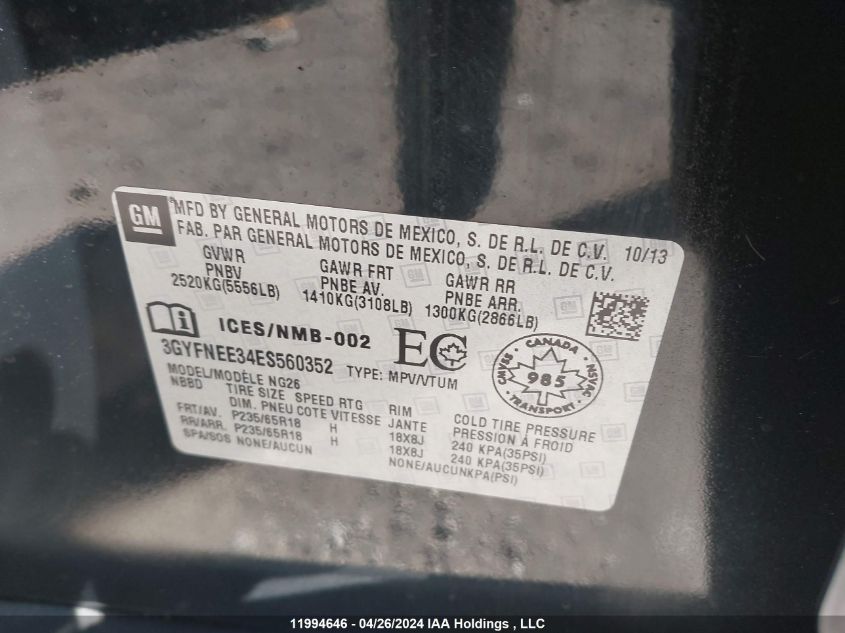 GM
MFD BY GENERAL MOTORS DE MEXICO, S. DE R.L. DE C.V. 10/13
FAB. PAR GENERAL MOTORS DE MEXICO, S. DE R.L. DE C.V.
GVWR GAWR FRT GAWR RR
PNBV PNBE AV. PNBE ARR.
2520KG(5556LB) 1410KG(3108LB) 1300KG(2866LB)
i ICES/NMB-002 EC
3GYFNEE34ES560352 TYPE: MPV/VTUM
CANADA
CMVSS 985 NSVAC
TRANSPORT
MODEL/MODÈLE NG26
NBBD TIRE SIZE SPEED RTG RIM COLD TIRE PRESSURE
DIM. PNEU COTE VITESSE JANTE PRESSION À FROID
FRT/AV. P235/65R18 H 18X8J 240 KPA(35PSI)
RR/ARR. P235/65R18 H 18X8J 240 KPA(35PSI)
SPA/SOS NONE/AUCUN NONE/AUCUNKPA(PSI)
11994646 - 04/26/2024 IAA Holdings , LLC